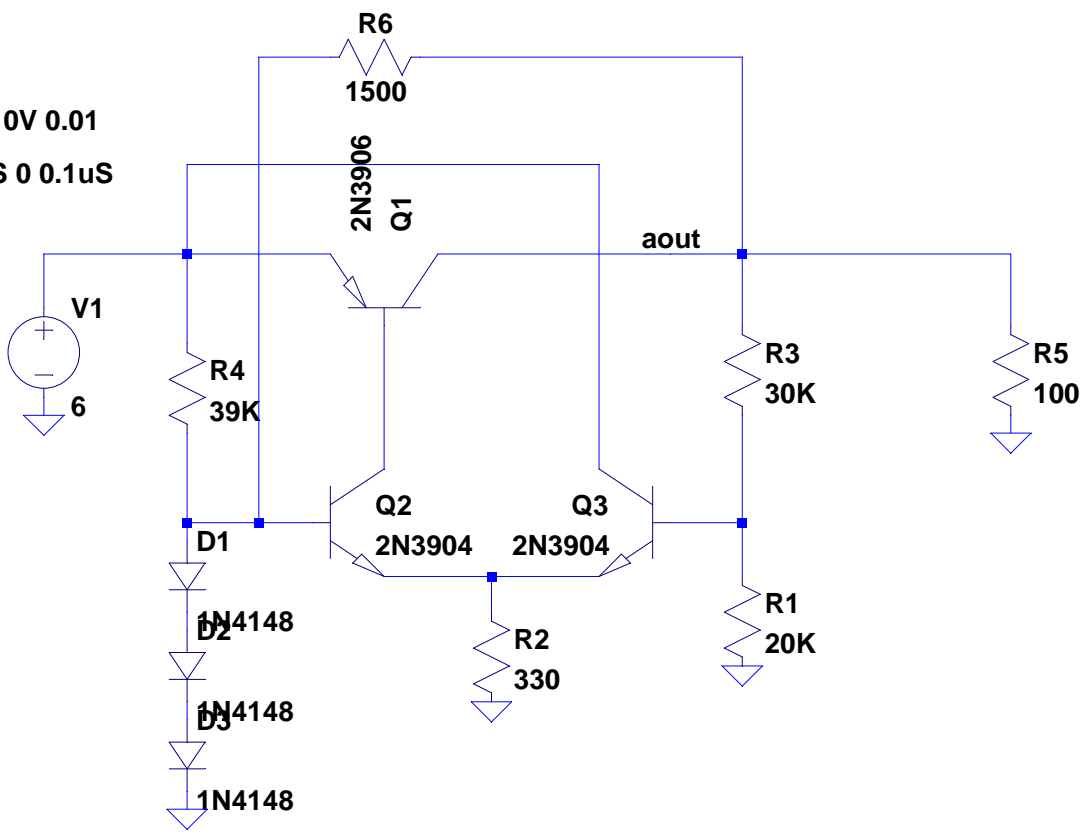 R6
1500
0V 0.01
S 0 0.1uS
2N3906
Q1
aout
V1
6
R4
39K
R3
30K
R5
100
Q2
2N3904
Q3
2N3904
D1
1N4148
D2
1N4148
D3
1N4148
R2
330
R1
20K